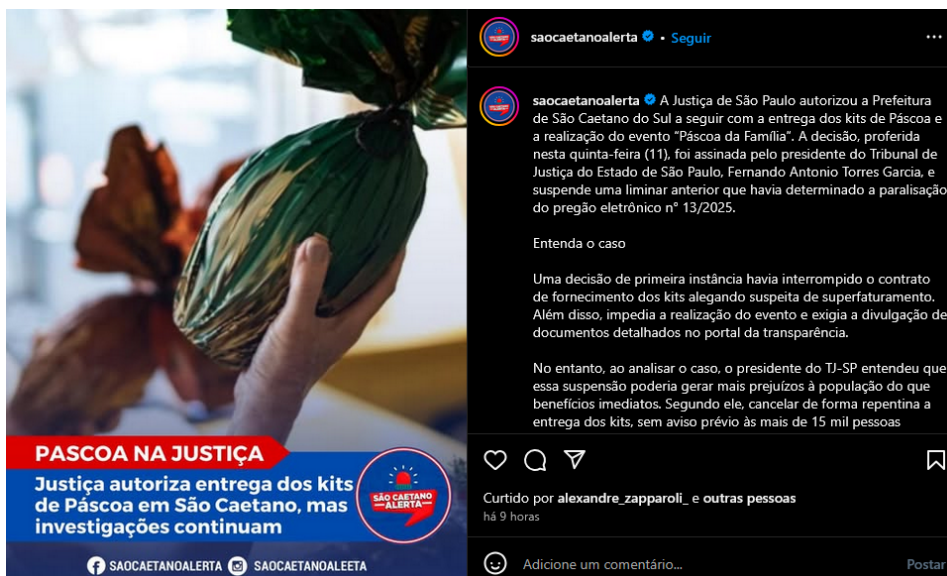 PASCOA NA JUSTIÇA
Justiça autoriza entrega dos kits
de Páscoa em São Caetano, mas
investigações continuam
SÃO CAETANO
ALERTA
SAOCAETANOALERTA SAOCAETANOALEETA
saocaetanoalerta • Seguir
saocaetanoalerta A Justiça de São Paulo autorizou a Prefeitura
de São Caetano do Sul a seguir com a entrega dos kits de Páscoa e
a realização do evento “Páscoa da Família”. A decisão, proferida
nesta quinta-feira (11), foi assinada pelo presidente do Tribunal de
Justiça do Estado de São Paulo, Fernando Antonio Torres Garcia, e
suspende uma liminar anterior que havia determinado a paralisação
do pregão eletrônico n° 13/2025.
Entenda o caso
Uma decisão de primeira instância havia interrompido o contrato
de fornecimento dos kits alegando suspeita de superfaturamento.
Além disso, impedia a realização do evento e exigia a divulgação de
documentos detalhados no portal da transparência.
No entanto, ao analisar o caso, o presidente do TJ-SP entendeu que
essa suspensão poderia gerar mais prejuízos à população do que
benefícios imediatos. Segundo ele, cancelar de forma repentina a
entrega dos kits, sem aviso prévio às mais de 15 mil pessoas
Curtido por alexandre_zapparoli_ e outras pessoas
há 9 horas
Adicione um comentário... Postar